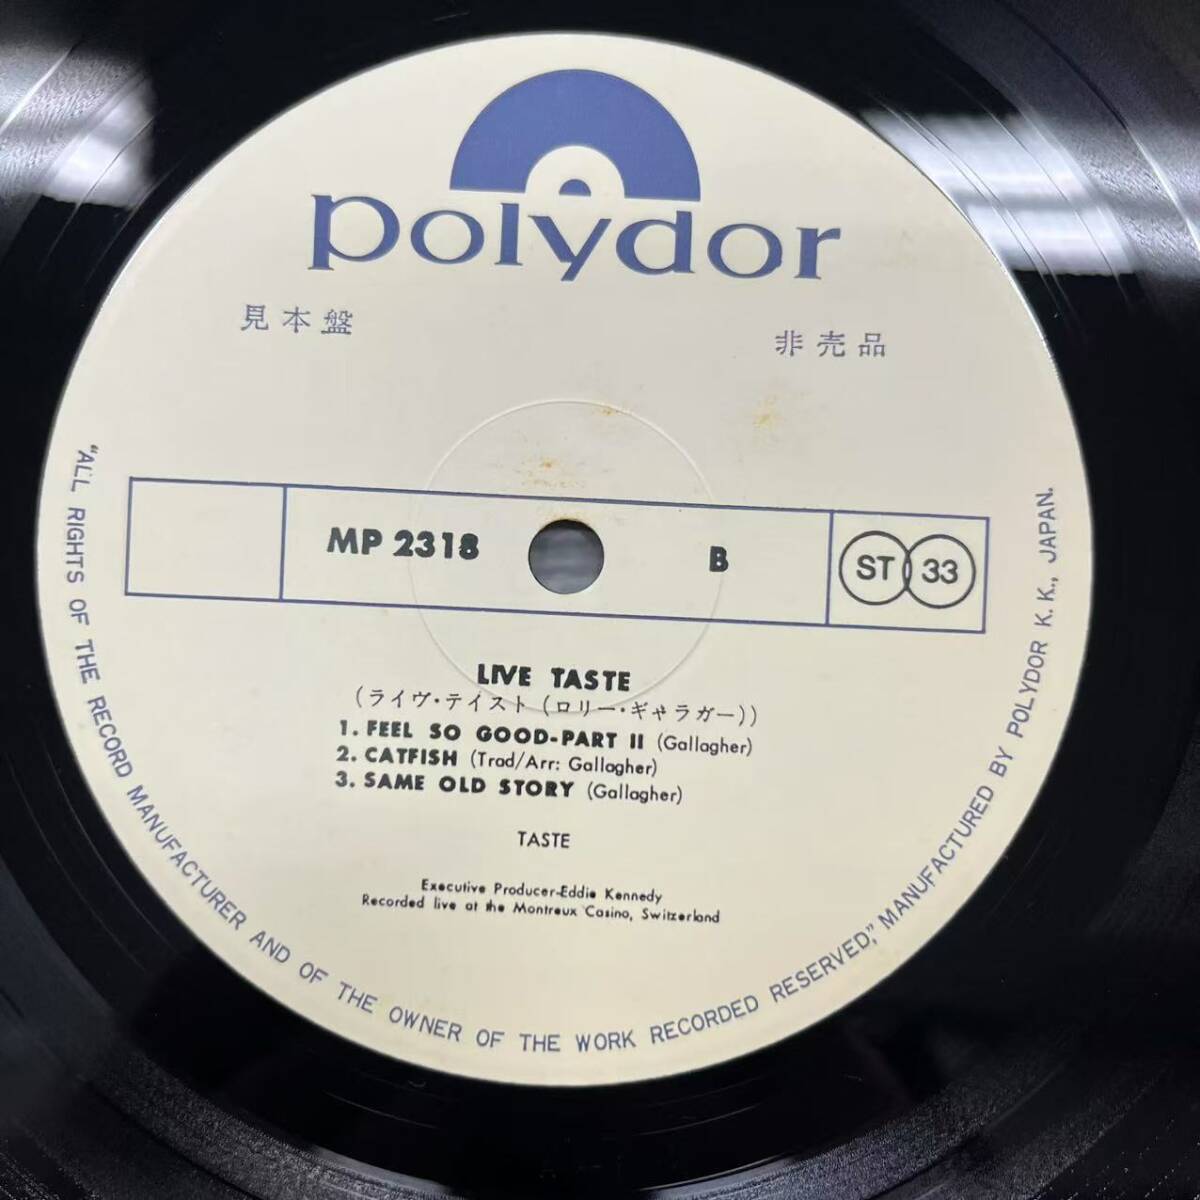 polydor
見本盤
非売品
MP 2318
B
ST 33
LIVE TASTE
(ライヴ・テイスト (ロリー・ギャラガー))
1. FEEL SO GOOD-PART II (Gallagher)
2. CATFISH (Trad/Arr: Gallagher)
3. SAME OLD STORY (Gallagher)
TASTE
Executive Producer-Eddie Kennedy
Recorded live at the Montreux Casino, Switzerland
"ALL RIGHTS OF THE RECORD MANUFACTURER AND OF THE OWNER OF THE WORK RECORDED RESERVED," MANUFACTURED BY POLYDOR K. K., JAPAN.